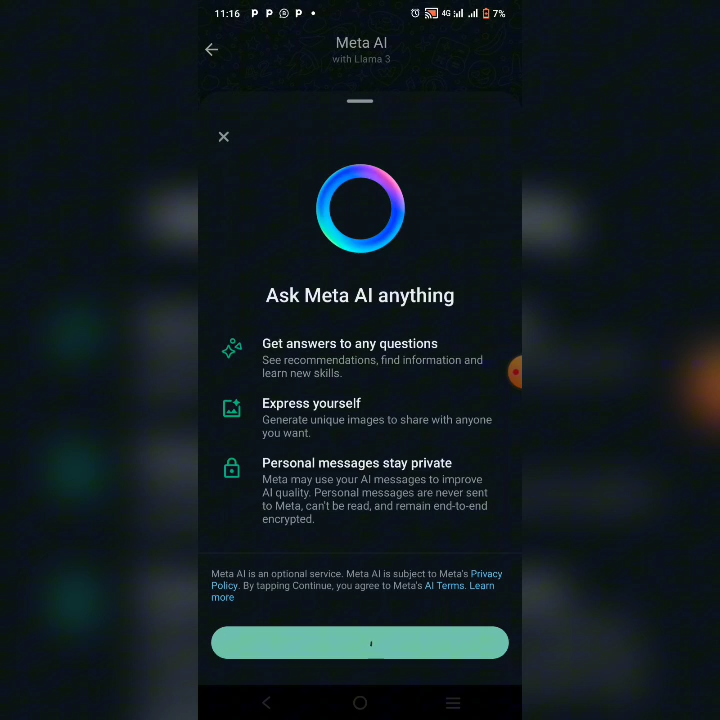 11:16 P P P 4G 7%
Meta AI
with Llama 3
Ask Meta AI anything
Get answers to any questions
See recommendations, find information and
learn new skills.
Express yourself
Generate unique images to share with anyone
you want.
Personal messages stay private
Meta may use your AI messages to improve
AI quality. Personal messages are never sent
to Meta, can't be read, and remain end-to-end
encrypted.
Meta AI is an optional service. Meta AI is subject to Meta's Privacy
Policy. By tapping Continue, you agree to Meta's AI Terms. Learn
more